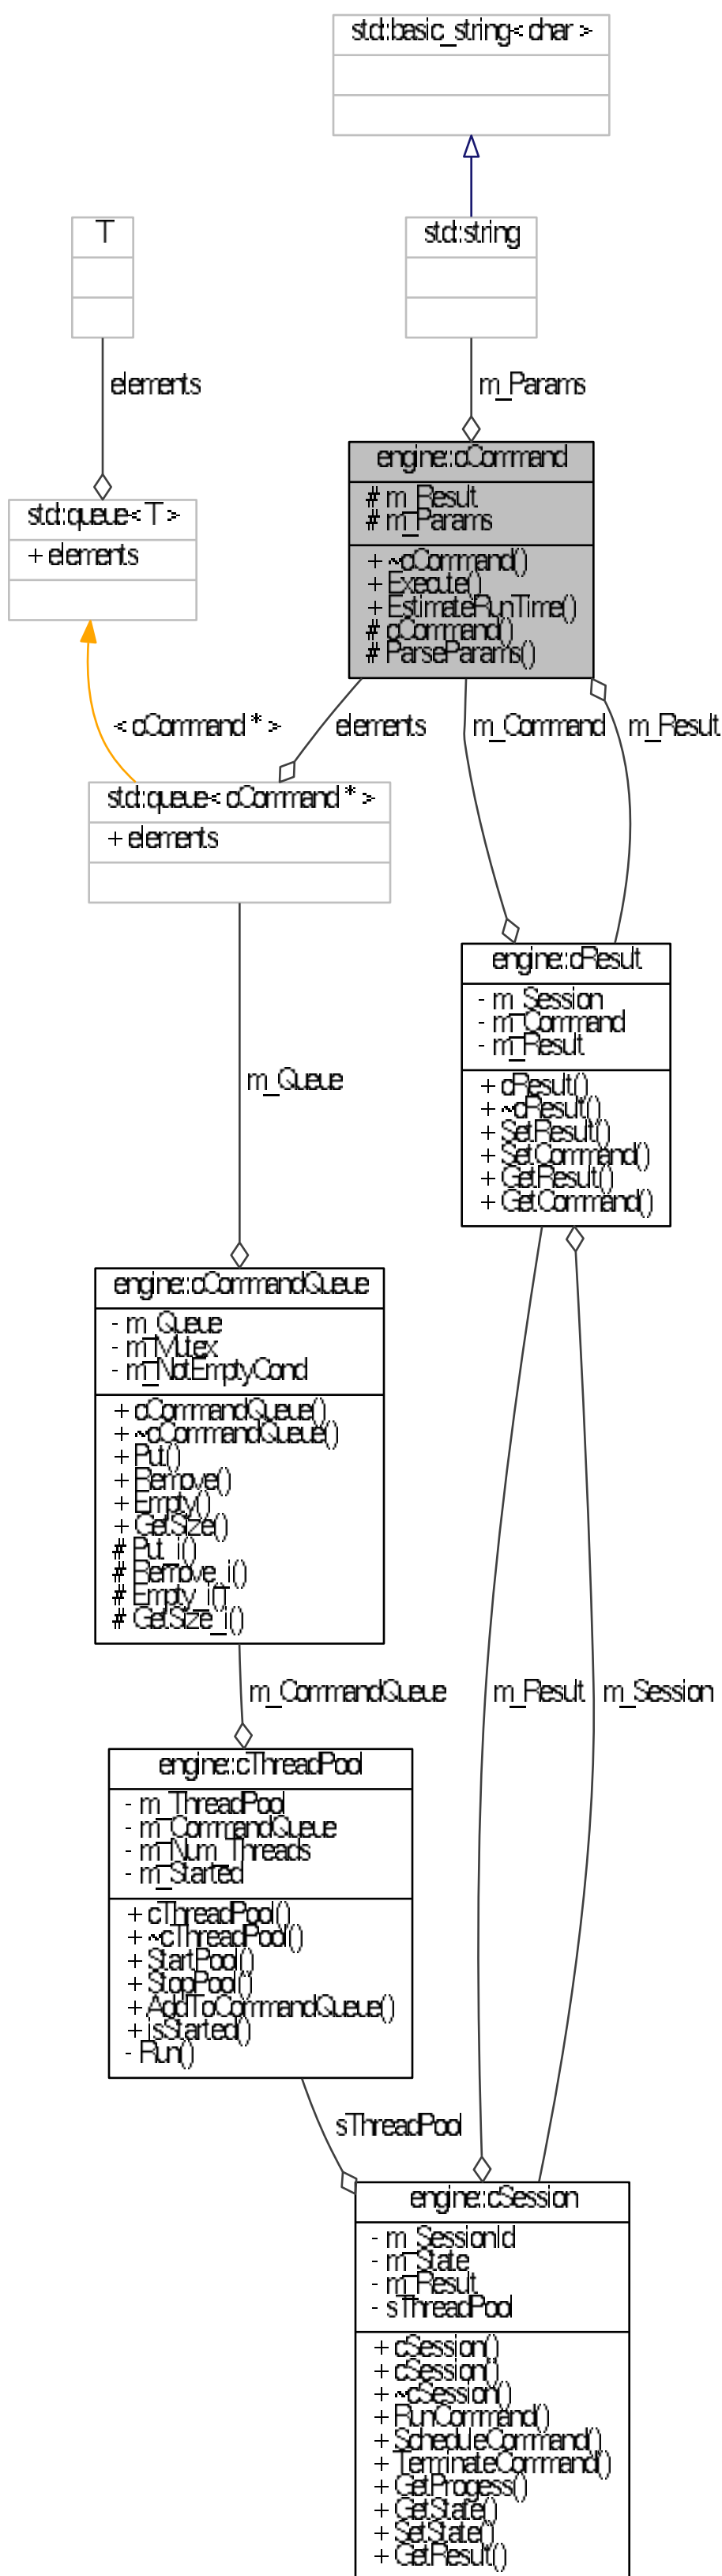 std::basic_string< char >
T
std::string
elements
m_Params
engine::cCommand
# m_Result
# m_Params
+ ~cCommand()
+ Execute()
+ EstimateRunTime()
# cCommand()
# ParseParams()
std::queue< T >
+ elements
< cCommand * >
elements
m_Command
m_Result
std::queue< cCommand * >
+ elements
engine::cResult
- m_Session
- m_Command
- m_Result
+ cResult()
+ ~cResult()
+ SetResult()
+ SetCommand()
+ GetResult()
+ GetCommand()
m_Queue
engine::cCommandQueue
- m_Queue
- m_Mutex
- m_NotEmptyCond
+ cCommandQueue()
+ ~cCommandQueue()
+ Put()
+ Remove()
+ Empty()
+ GetSize()
# Put_i()
# Remove_i()
# Empty_i()
# GetSize_i()
m_CommandQueue
m_Result
m_Session
engine::cThreadPool
- m_ThreadPool
- m_CommandQueue
- m_Num_Threads
- m_Started
+ cThreadPool()
+ ~cThreadPool()
+ StartPool()
+ StopPool()
+ AddToCommandQueue()
+ isStarted()
- Run()
sThreadPool
engine::cSession
- m_SessionId
- m_State
- m_Result
- sThreadPool
+ cSession()
+ cSession()
+ ~cSession()
+ RunCommand()
+ ScheduleCommand()
+ TerminateCommand()
+ GetProgess()
+ GetState()
+ SetState()
+ GetResult()